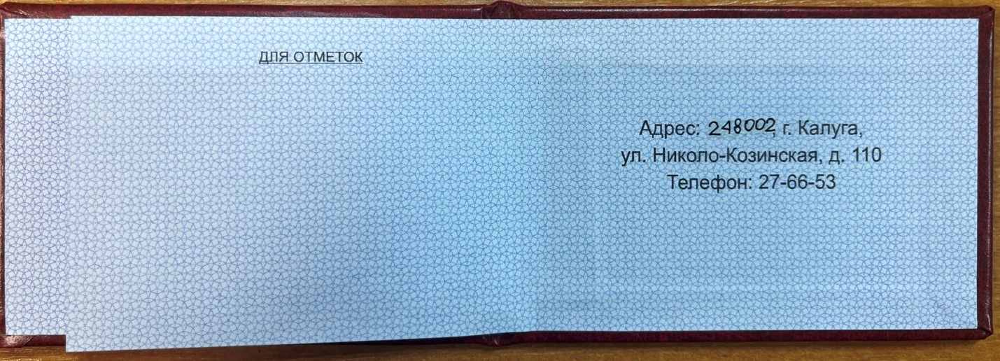 ДЛЯ ОТМЕТОК
Адрес: 248002, г. Калуга,
ул. Николо-Козинская, д. 110
Телефон: 27-66-53